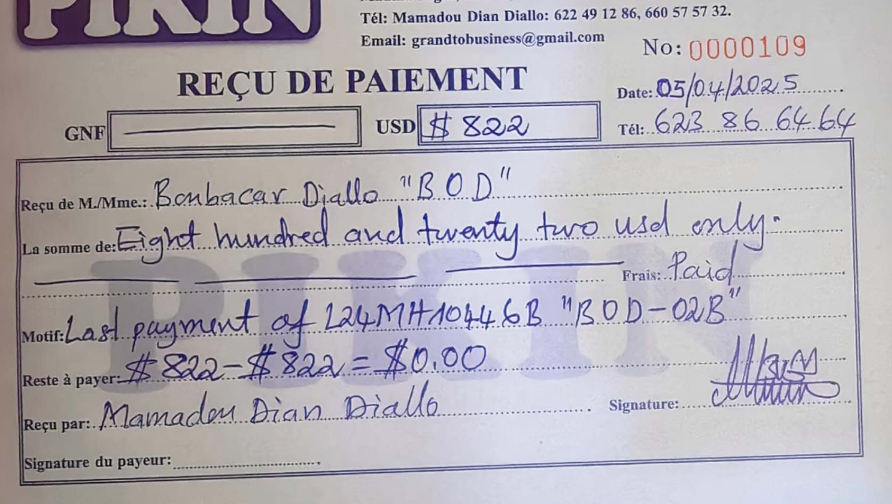 PIKIN
Tél: Mamadou Dian Diallo: 622 49 12 86, 660 57 57 32.
Email: grandtobusiness@gmail.com
No: 0000109
REÇU DE PAIEMENT
Date: 05/04/2025
GNF
USD $ 822
Tél: 623 86 64 64
Reçu de M./Mme.: Boubacar Diallo "BOD"
La somme de: Eight hundred and twenty two usd only.
Frais: Paid
PIKIN
Motif: Last payment of L24MH10446B "BOD-02B"
Reste à payer: $822-$822=$0.00
Reçu par: Mamadou Dian Diallo
Signature:
Signature du payeur: